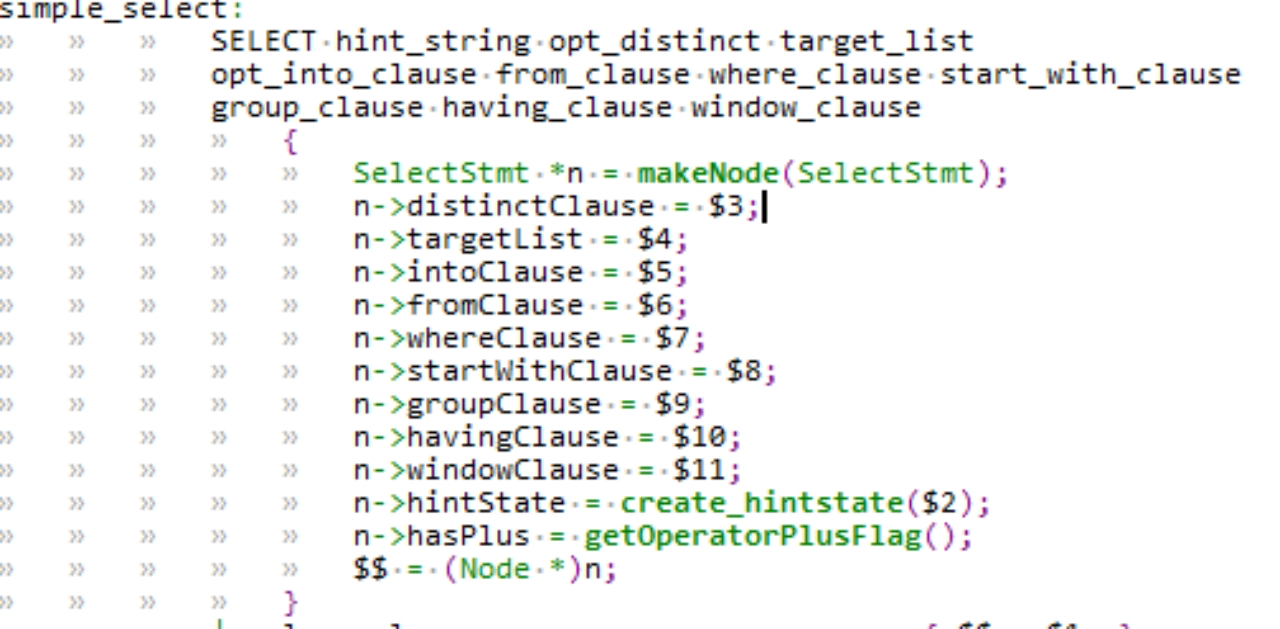 simple_select:
SELECT hint_string opt_distinct target_list
opt_into_clause from_clause where_clause start_with_clause
group_clause having_clause window_clause
{
SelectStmt *n = makeNode(SelectStmt);
n->distinctClause = $3;
n->targetList = $4;
n->intoClause = $5;
n->fromClause = $6;
n->whereClause = $7;
n->startWithClause = $8;
n->groupClause = $9;
n->havingClause = $10;
n->windowClause = $11;
n->hintState = create_hintstate($2);
n->hasPlus = getOperatorPlusFlag();
$$ = (Node *)n;
}